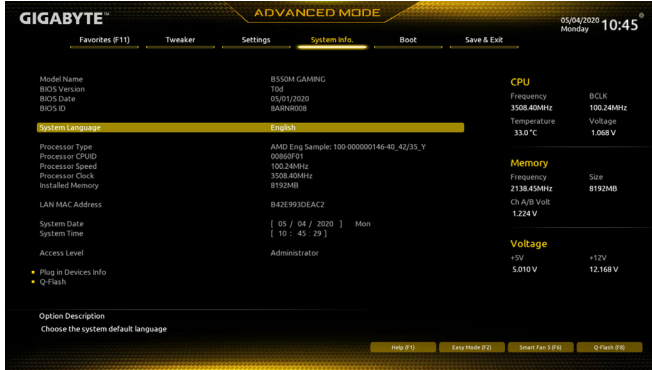 GIGABYTE™
ADVANCED MODE
05/04/2020
Monday
10:45
Favorites (F11)
Tweaker
Settings
System Info.
Boot
Save & Exit
Model Name B550M GAMING
BIOS Version T0d
BIOS Date 05/01/2020
BIOS ID 8ARNR008
System Language English
Processor Type AMD Eng Sample: 100-000000146-40_42/35_Y
Processor CPUID 00860F01
Processor Speed 100.24MHz
Processor Clock 3508.40MHz
Installed Memory 8192MB
LAN MAC Address B42E993DEAC2
System Date [ 05 / 04 / 2020 ] Mon
System Time [ 10 : 45 : 29 ]
Access Level Administrator
Plug in Devices Info
Q-Flash
CPU
Frequency BCLK
3508.40MHz 100.24MHz
Temperature Voltage
33.0 °C 1.068 V
Memory
Frequency Size
2138.45MHz 8192MB
Ch A/B Volt
1.224 V
Voltage
+5V +12V
5.010 V 12.168 V
Option Description
Choose the system default language
Help (F1)
Easy Mode (F2)
Smart Fan 5 (F6)
Q-Flash (F8)